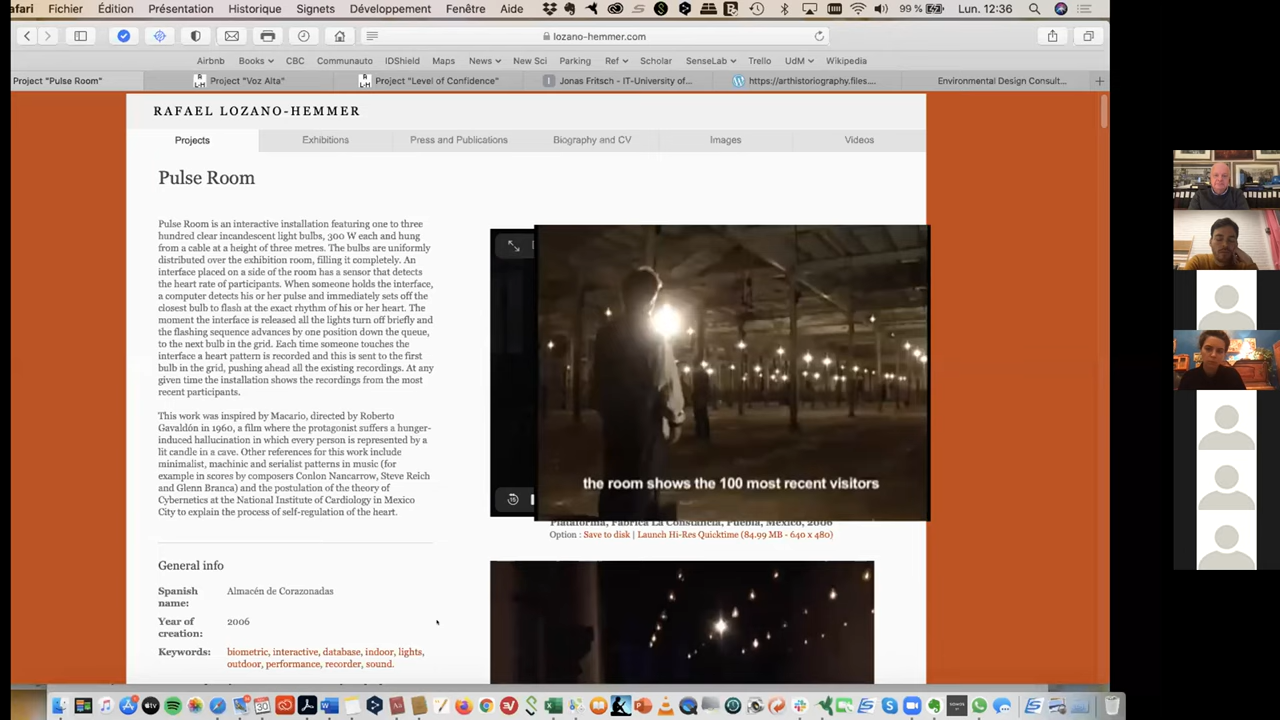 afari Fichier Présentation Historique Signets Développement Fenêtre Aide 99 % Lun. 12:36
lozano-hemmer.com
Airbnb Books CBC Communauto IDShield Maps News New Sci Parking Ref Scholar SenseLab Trello UdM Wikipedia
Project "Pulse Room" Project "Voz Alta" Project "Level of Confidence" Jonas Fritsch - IT-University of... https://arthistoriography.files.... Environmental Design Consult...
RAFAEL LOZANO-HEMMER
Projects Exhibitions Press and Publications Biography and CV Images Videos
Pulse Room
Pulse Room is an interactive installation featuring one to three
hundred clear incandescent light bulbs, 300 W each and hung
from a cable at a height of three metres. The bulbs are uniformly
distributed over the exhibition room, filling it completely. An
interface placed on a side of the room has a sensor that detects
the heart rate of participants. When someone holds the interface,
a computer detects his or her pulse and immediately sets off the
closest bulb to flash at the exact rhythm of his or her heart. The
moment the interface is released all the lights turn off briefly and
the flashing sequence advances by one position down the queue,
to the next bulb in the grid. Each time someone touches the
interface a heart pattern is recorded and this is sent to the first
bulb in the grid, pushing ahead all the existing recordings. At any
given time the installation shows the recordings from the most
recent participants.
This work was inspired by Macario, directed by Roberto
Gavaldón in 1960, a film where the protagonist suffers a hunger-
induced hallucination in which every person is represented by a
lit candle in a cave. Other references for this work include
minimalist, machinic and serialist patterns in music (for
example in scores by composers Conlon Nancarrow, Steve Reich
and Glenn Branca) and the postulation of the theory of
Cybernetics at the National Institute of Cardiology in Mexico
City to explain the process of self-regulation of the heart.
the room shows the 100 most recent visitors
Plataforma, Fábrica La Constancia, Puebla, México, 2006
Option : Save to disk | Launch Hi-Res Quicktime (84.99 MB - 640 x 480)
General info
Spanish name: Almacén de Corazonadas
Year of creation: 2006
Keywords: biometric, interactive, database, indoor, lights,
outdoor, performance, recorder, sound.